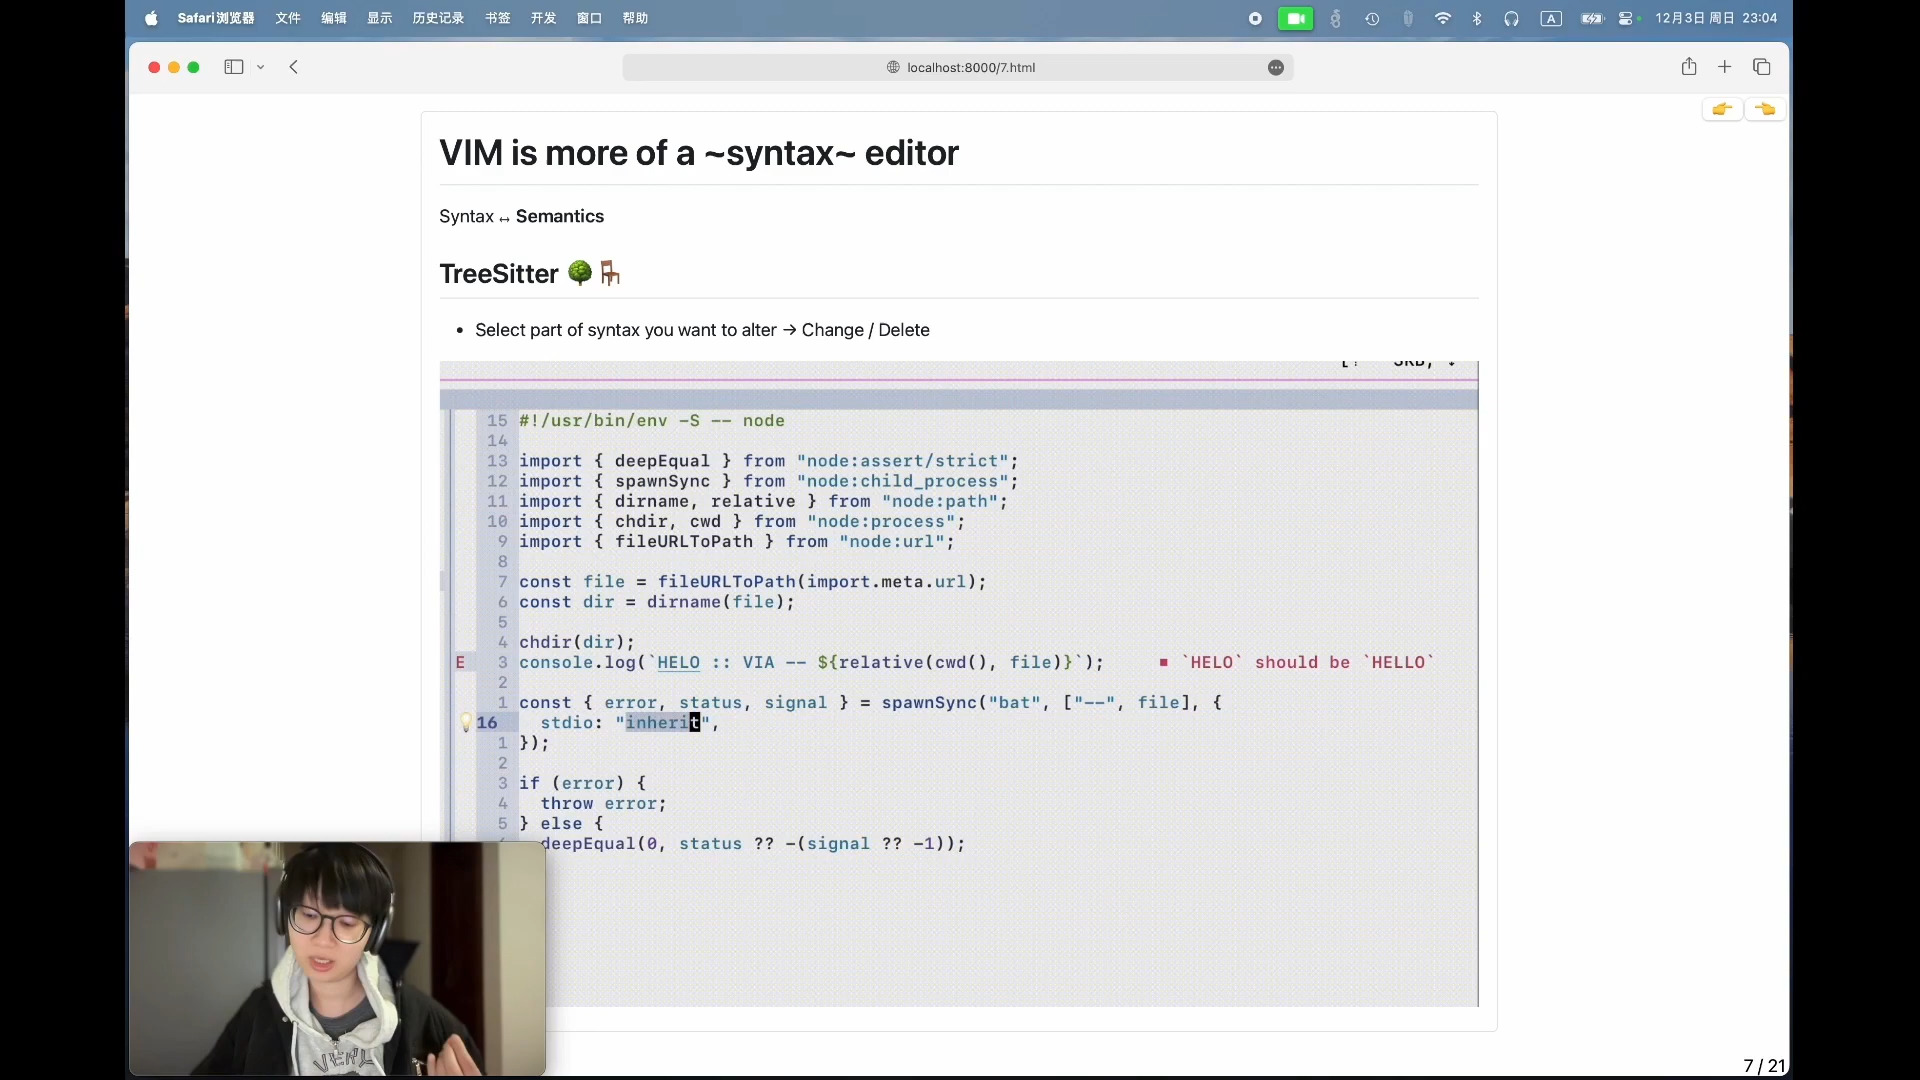 Safari浏览器 文件 编辑 显示 历史记录 书签 开发 窗口 帮助
A 12月3日 周日 23:04
localhost:8000/7.html
VIM is more of a ~syntax~ editor
Syntax ↔ Semantics
TreeSitter 🌳🪑
• Select part of syntax you want to alter → Change / Delete
15 #!/usr/bin/env -S -- node
14
13 import { deepEqual } from "node:assert/strict";
12 import { spawnSync } from "node:child_process";
11 import { dirname, relative } from "node:path";
10 import { chdir, cwd } from "node:process";
9 import { fileURLToPath } from "node:url";
8
7 const file = fileURLToPath(import.meta.url);
6 const dir = dirname(file);
5
4 chdir(dir);
E 3 console.log(`HELO :: VIA -- ${relative(cwd(), file)}`); ■ `HELO` should be `HELLO`
2
1 const { error, status, signal } = spawnSync("bat", ["--", file], {
16 stdio: "inherit",
1 });
2
3 if (error) {
4 throw error;
5 } else {
deepEqual(0, status ?? -(signal ?? -1));
VERY
7 / 21